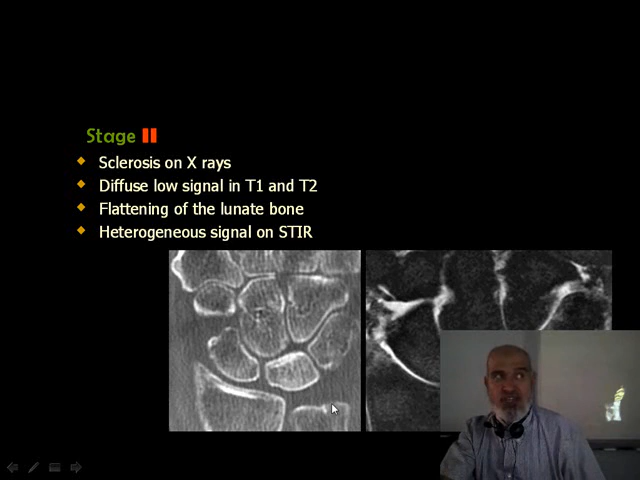 Stage II
Sclerosis on X rays
Diffuse low signal in T1 and T2
Flattening of the lunate bone
Heterogeneous signal on STIR